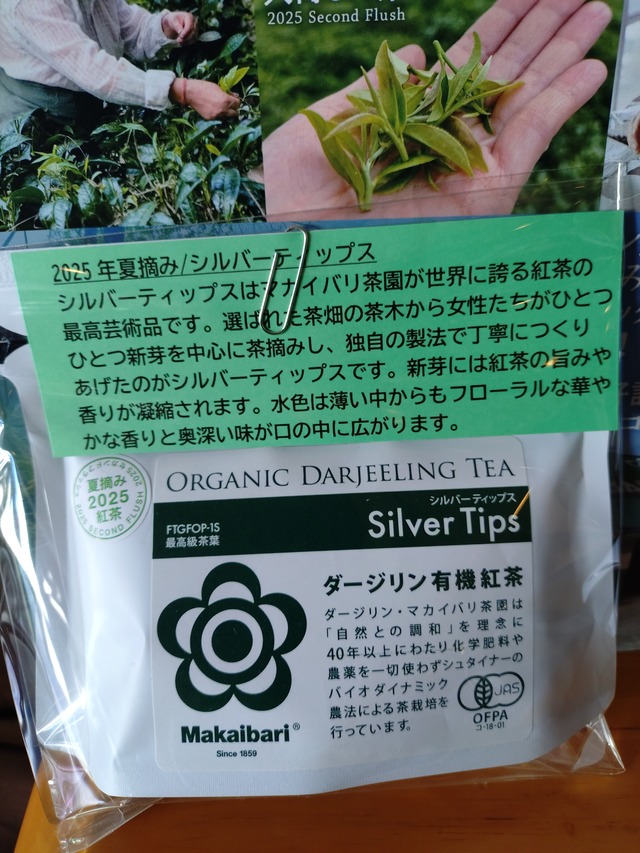 2025 Second Flush
2025年夏摘み/シルバーティップス
シルバーティップスはマカイバリ茶園が世界に誇る紅茶の
最高芸術品です。選ばれた茶畑の茶木から女性たちがひとつ
ひとつ新芽を中心に茶摘みし、独自の製法で丁寧につくり
あげたのがシルバーティップスです。新芽には紅茶の旨みや
香りが凝縮されます。水色は薄い中からもフローラルな華や
かな香りと奥深い味が口の中に広がります。
夏摘み
2025
紅茶
2025 SECOND FLUSH
ORGANIC DARJEELING TEA
シルバーティップス
FTGFOP-1S
最高級茶葉
Silver Tips
ダージリン有機紅茶
ダージリン・マカイバリ茶園は
「自然との調和」を理念に
40年以上にわたり化学肥料や
農薬を一切使わずシュタイナーの
バイオダイナミック
農法による茶栽培を
行っています。
JAS
OFPA
コ-18-01
Makaibari®
Since 1859